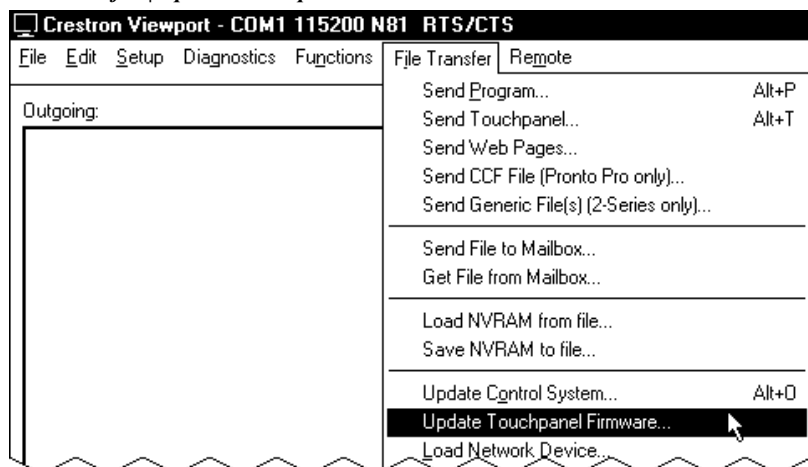 Crestron Viewport - COM1 115200 N81 RTS/CTS
File Edit Setup Diagnostics Functions File Transfer Remote
Outgoing:
Send Program... Alt+P
Send Touchpanel... Alt+T
Send Web Pages...
Send CCF File (Pronto Pro only)...
Send Generic File(s) (2-Series only)...
Send File to Mailbox...
Get File from Mailbox...
Load NVRAM from file...
Save NVRAM to file...
Update Control System... Alt+O
Update Touchpanel Firmware...
Load Network Device...